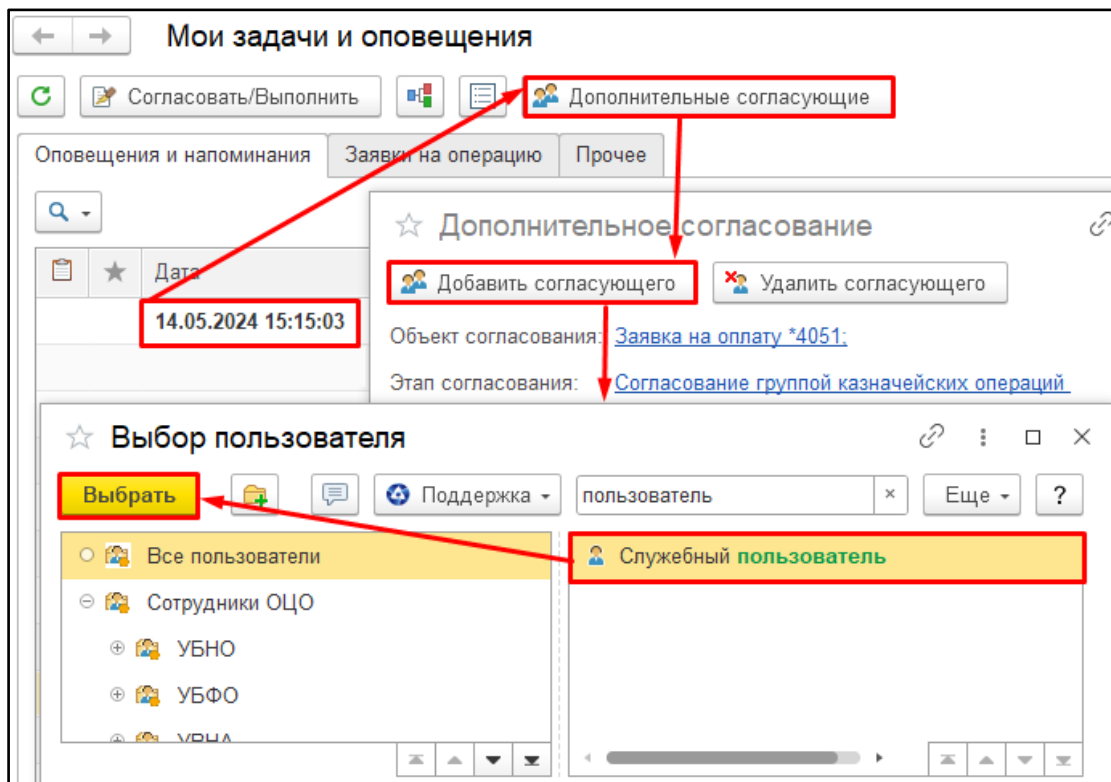 Мои задачи и оповещения
Согласовать/Выполнить Дополнительные согласующие
Оповещения и напоминания Заявки на операцию Прочее
Дополнительное согласование
Дата
Добавить согласующего Удалить согласующего
14.05.2024 15:15:03
Объект согласования: Заявка на оплату *4051;
Этап согласования: Согласование группой казначейских операций
Выбор пользователя
Выбрать Поддержка пользователь × Еще ?
Все пользователи Служебный пользователь
Сотрудники ОЦО
УБНО
УБФО